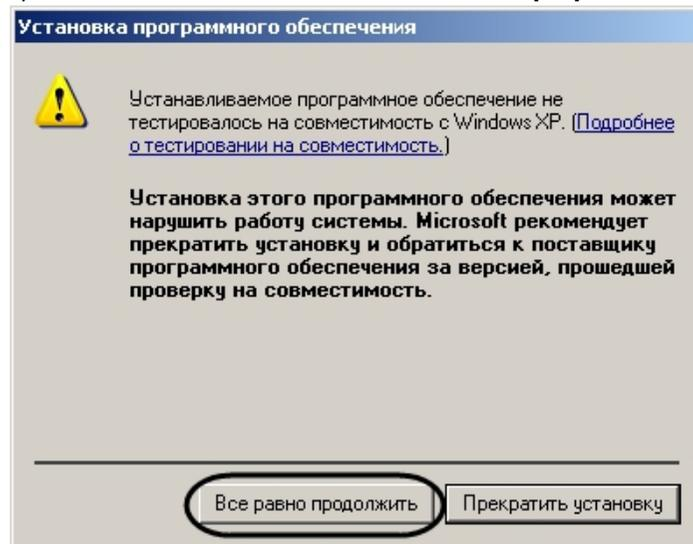 Установка программного обеспечения
Устанавливаемое программное обеспечение не
тестировалось на совместимость с Windows XP. (Подробнее
о тестировании на совместимость.)
Установка этого программного обеспечения может
нарушить работу системы. Microsoft рекомендует
прекратить установку и обратиться к поставщику
программного обеспечения за версией, прошедшей
проверку на совместимость.
Все равно продолжить
Прекратить установку